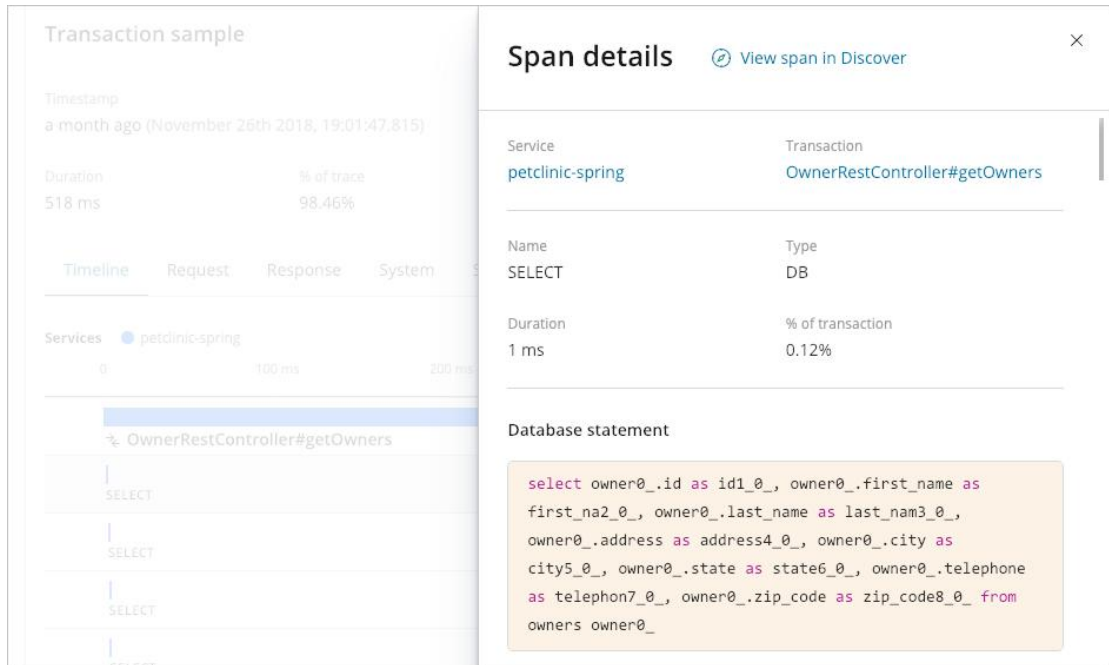 Transaction sample
Timestamp
a month ago (November 26th 2018, 19:01:47.815)
Duration % of trace
518 ms 98.46%
Timeline Request Response System S
Services petclinic-spring
0 100 ms 200 ms
OwnerRestController#getOwners
SELECT
SELECT
SELECT
SELECT
Span details View span in Discover
Service Transaction
petclinic-spring OwnerRestController#getOwners
Name Type
SELECT DB
Duration % of transaction
1 ms 0.12%
Database statement
select owner0_.id as id1_0_, owner0_.first_name as
first_na2_0_, owner0_.last_name as last_nam3_0_,
owner0_.address as address4_0_, owner0_.city as
city5_0_, owner0_.state as state6_0_, owner0_.telephone
as telephon7_0_, owner0_.zip_code as zip_code8_0_ from
owners owner0_